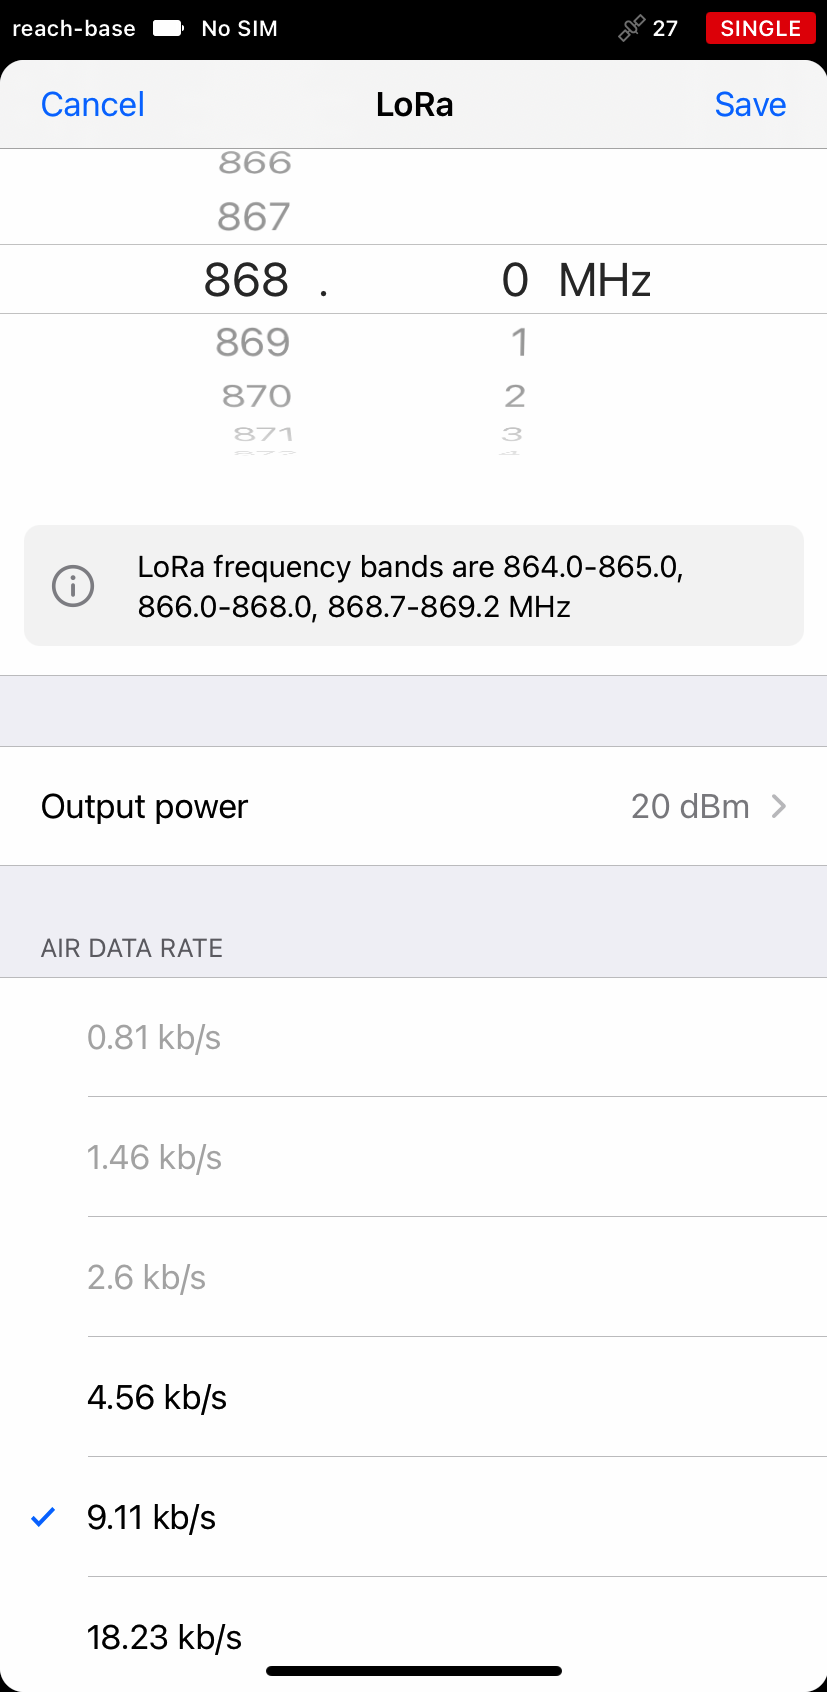 reach-base No SIM 27 SINGLE
Cancel LoRa Save
866
867
868 . 0 MHz
869 1
870 2
871 3
LoRa frequency bands are 864.0-865.0,
866.0-868.0, 868.7-869.2 MHz
Output power 20 dBm
AIR DATA RATE
0.81 kb/s
1.46 kb/s
2.6 kb/s
4.56 kb/s
9.11 kb/s
18.23 kb/s